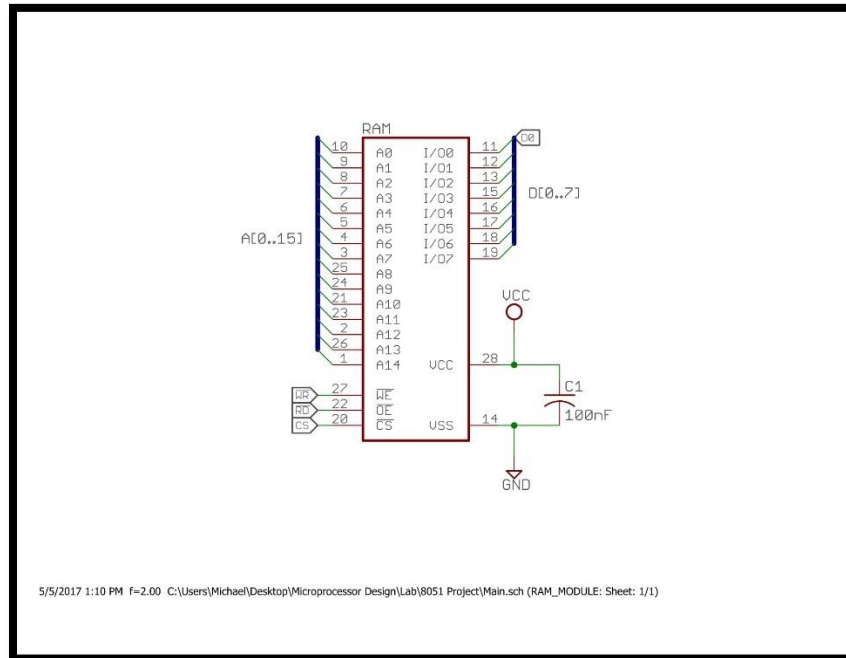 RAM
10 A0 I/O0 11 D0
9 A1 I/O1 12
8 A2 I/O2 13
7 A3 I/O3 15 D[0..7]
6 A4 I/O4 16
5 A5 I/O5 17
A[0..15] 4 A6 I/O6 18
3 A7 I/O7 19
25 A8
24 A9
21 A10 VCC
23 A11
2 A12
26 A13
1 A14 VCC 28
C1
WR 27 WE
RD 22 OE 100nF
CS 20 CS VSS 14
GND
5/5/2017 1:10 PM f=2.00 C:\Users\Michael\Desktop\Microprocessor Design\Lab\8051 Project\Main.sch (RAM_MODULE: Sheet: 1/1)